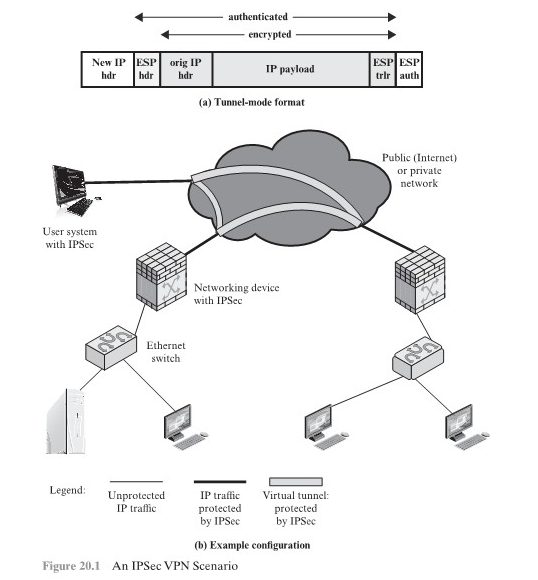 authenticated
encrypted
New IP ESP orig IP IP payload ESP ESP
hdr hdr hdr trlr auth
(a) Tunnel-mode format
Public (Internet)
or private
network
User system
with IPSec
Networking device
with IPSec
Ethernet
switch
Legend:
Unprotected
IP traffic
IP traffic
protected
by IPSec
Virtual tunnel:
protected
by IPSec
(b) Example configuration
Figure 20.1 An IPSec VPN Scenario